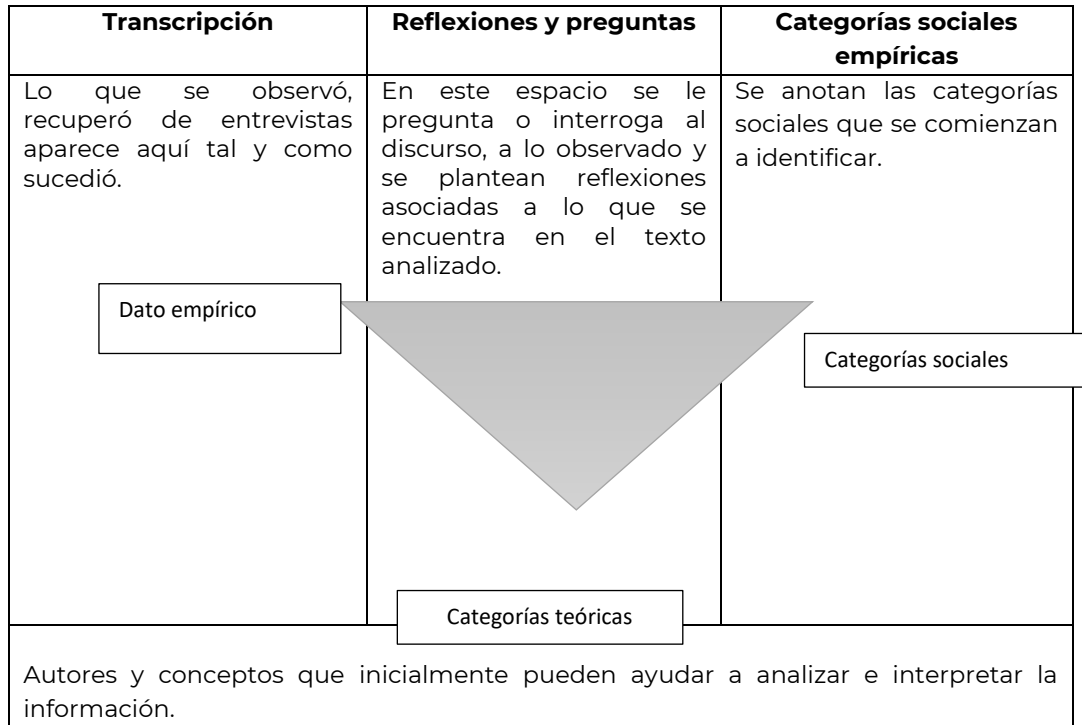 Transcripción
Reflexiones y preguntas
Categorías sociales
empíricas
Lo que se observó,
recuperó de entrevistas
aparece aquí tal y como
sucedió.
En este espacio se le
pregunta o interroga al
discurso, a lo observado y
se plantean reflexiones
asociadas a lo que se
encuentra en el texto
analizado.
Se anotan las categorías
sociales que se comienzan
a identificar.
Dato empírico
Categorías sociales
Categorías teóricas
Autores y conceptos que inicialmente pueden ayudar a analizar e interpretar la
información.